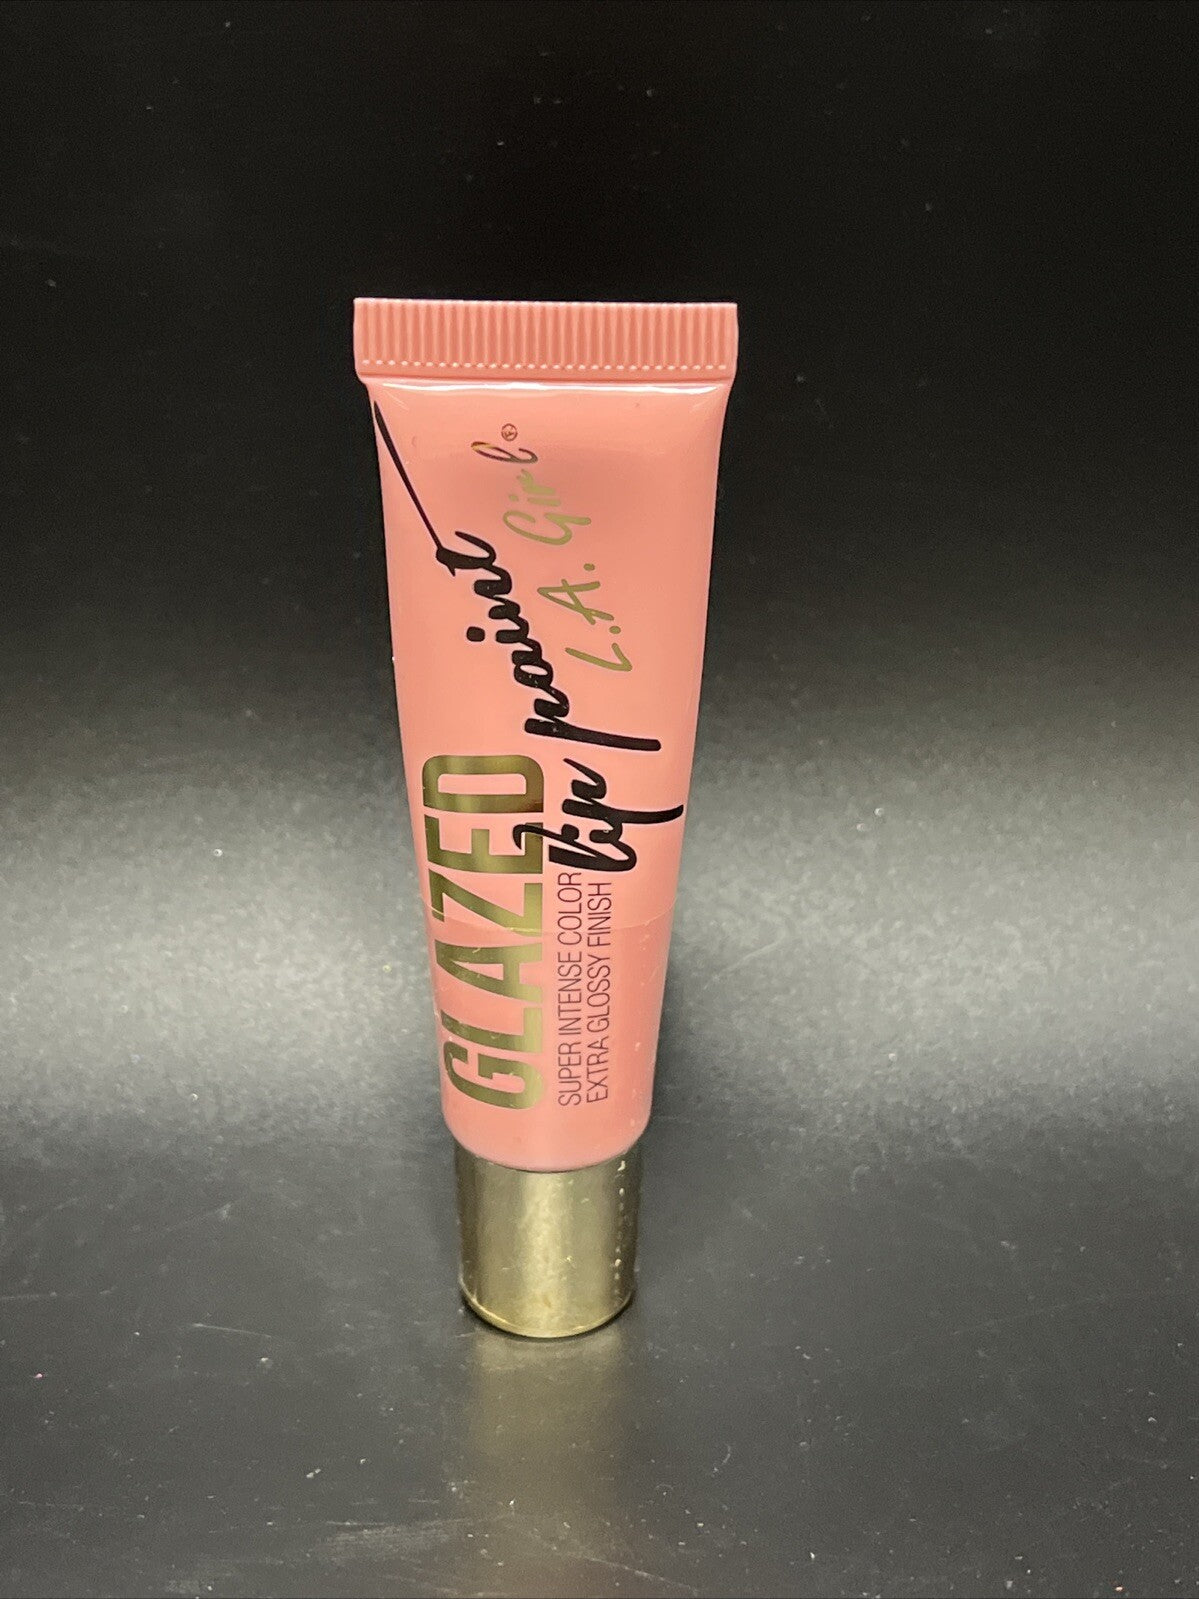 L.A. Girl®
GLAZED
lip paint
SUPER INTENSE COLOR
EXTRA GLOSSY FINISH